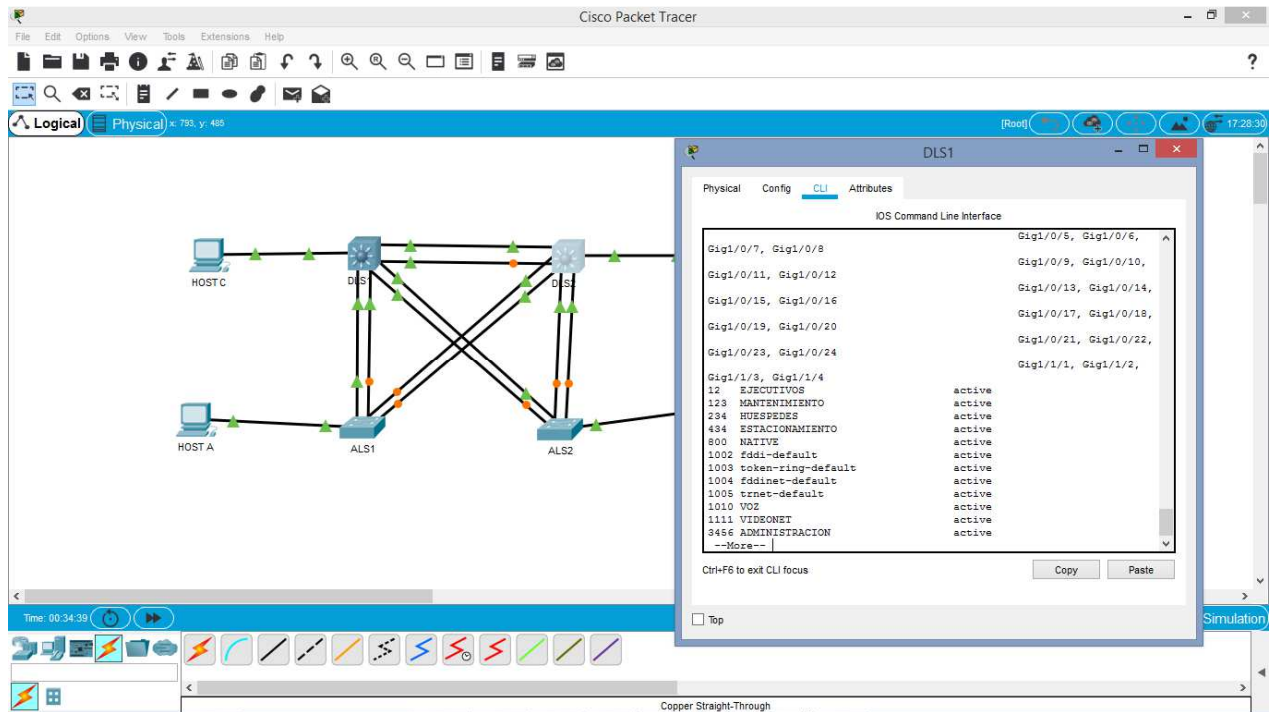 Cisco Packet Tracer
File Edit Options View Tools Extensions Help
?
Logical Physical x: 793, y: 485 [Root] 17:28:30
DLS1
Physical Config CLI Attributes
IOS Command Line Interface
Gig1/0/5, Gig1/0/6,
Gig1/0/7, Gig1/0/8
Gig1/0/9, Gig1/0/10,
Gig1/0/11, Gig1/0/12
Gig1/0/13, Gig1/0/14,
Gig1/0/15, Gig1/0/16
Gig1/0/17, Gig1/0/18,
Gig1/0/19, Gig1/0/20
Gig1/0/21, Gig1/0/22,
Gig1/0/23, Gig1/0/24
Gig1/1/1, Gig1/1/2,
Gig1/1/3, Gig1/1/4
12 EJECUTIVOS active
123 MANTENIMIENTO active
234 HUESPEDES active
434 ESTACIONAMIENTO active
800 NATIVE active
1002 fddi-default active
1003 token-ring-default active
1004 fddinet-default active
1005 trnet-default active
1010 VOZ active
1111 VIDEONET active
3456 ADMINISTRACION active
--More--
Ctrl+F6 to exit CLI focus
Copy Paste
Top
HOST C
DLS1
DLS2
HOST A
ALS1
ALS2
Time: 00:34:39
Simulation
Copper Straight-Through